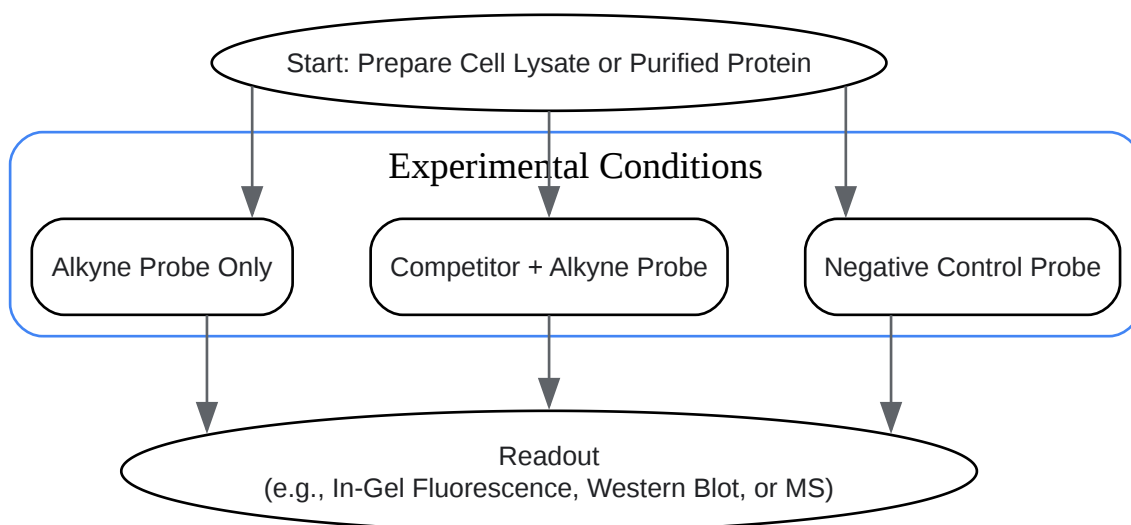 Start: Prepare Cell Lysate or Purified Protein
Experimental Conditions
Alkyne Probe Only
Competitor + Alkyne Probe
Negative Control Probe
Readout
(e.g., In-Gel Fluorescence, Western Blot, or MS)